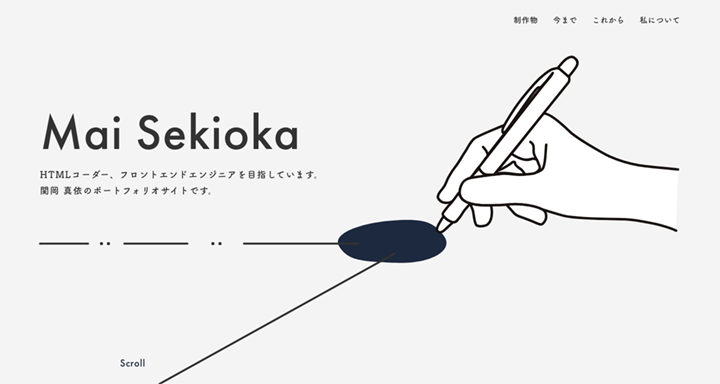 制作物 今まで これから 私について
Mai Sekioka
HTMLコーダー、フロントエンドエンジニアを目指しています。
関岡 真依のポートフォリオサイトです。
Scroll